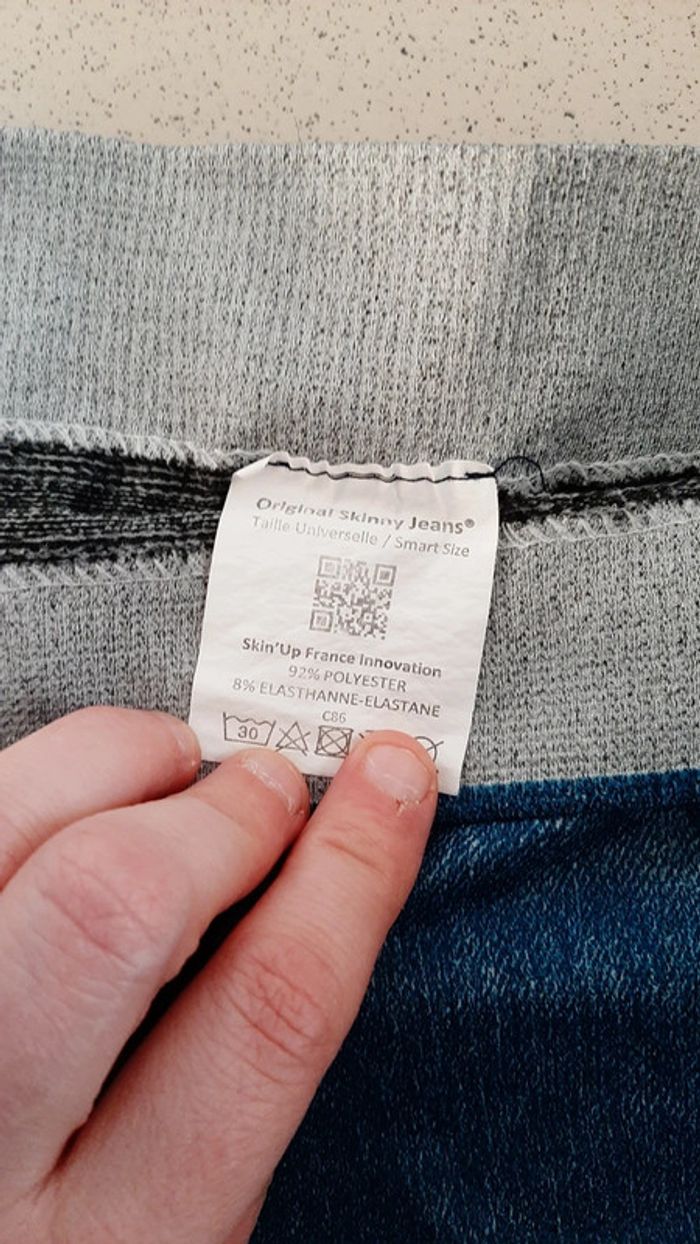 Original Skinny Jeans®
Taille Universelle / Smart Size
Skin'Up France Innovation
92% POLYESTER
8% ELASTHANNE-ELASTANE
C86
30